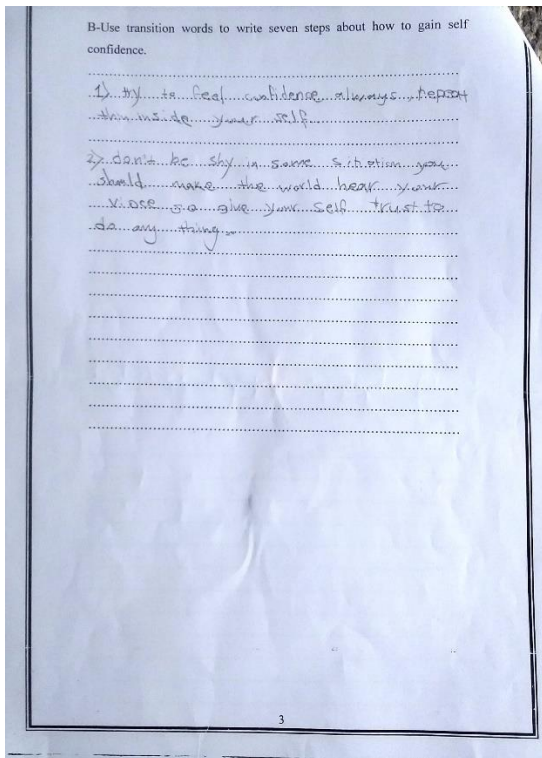 B-Use transition words to write seven steps about how to gain self
confidence.
1) try to feel confidence always, repeat
this inside your self
2) don't be shy in some sitiotism you
should make the world hear your
viose so give your self trust to
do any thing
3